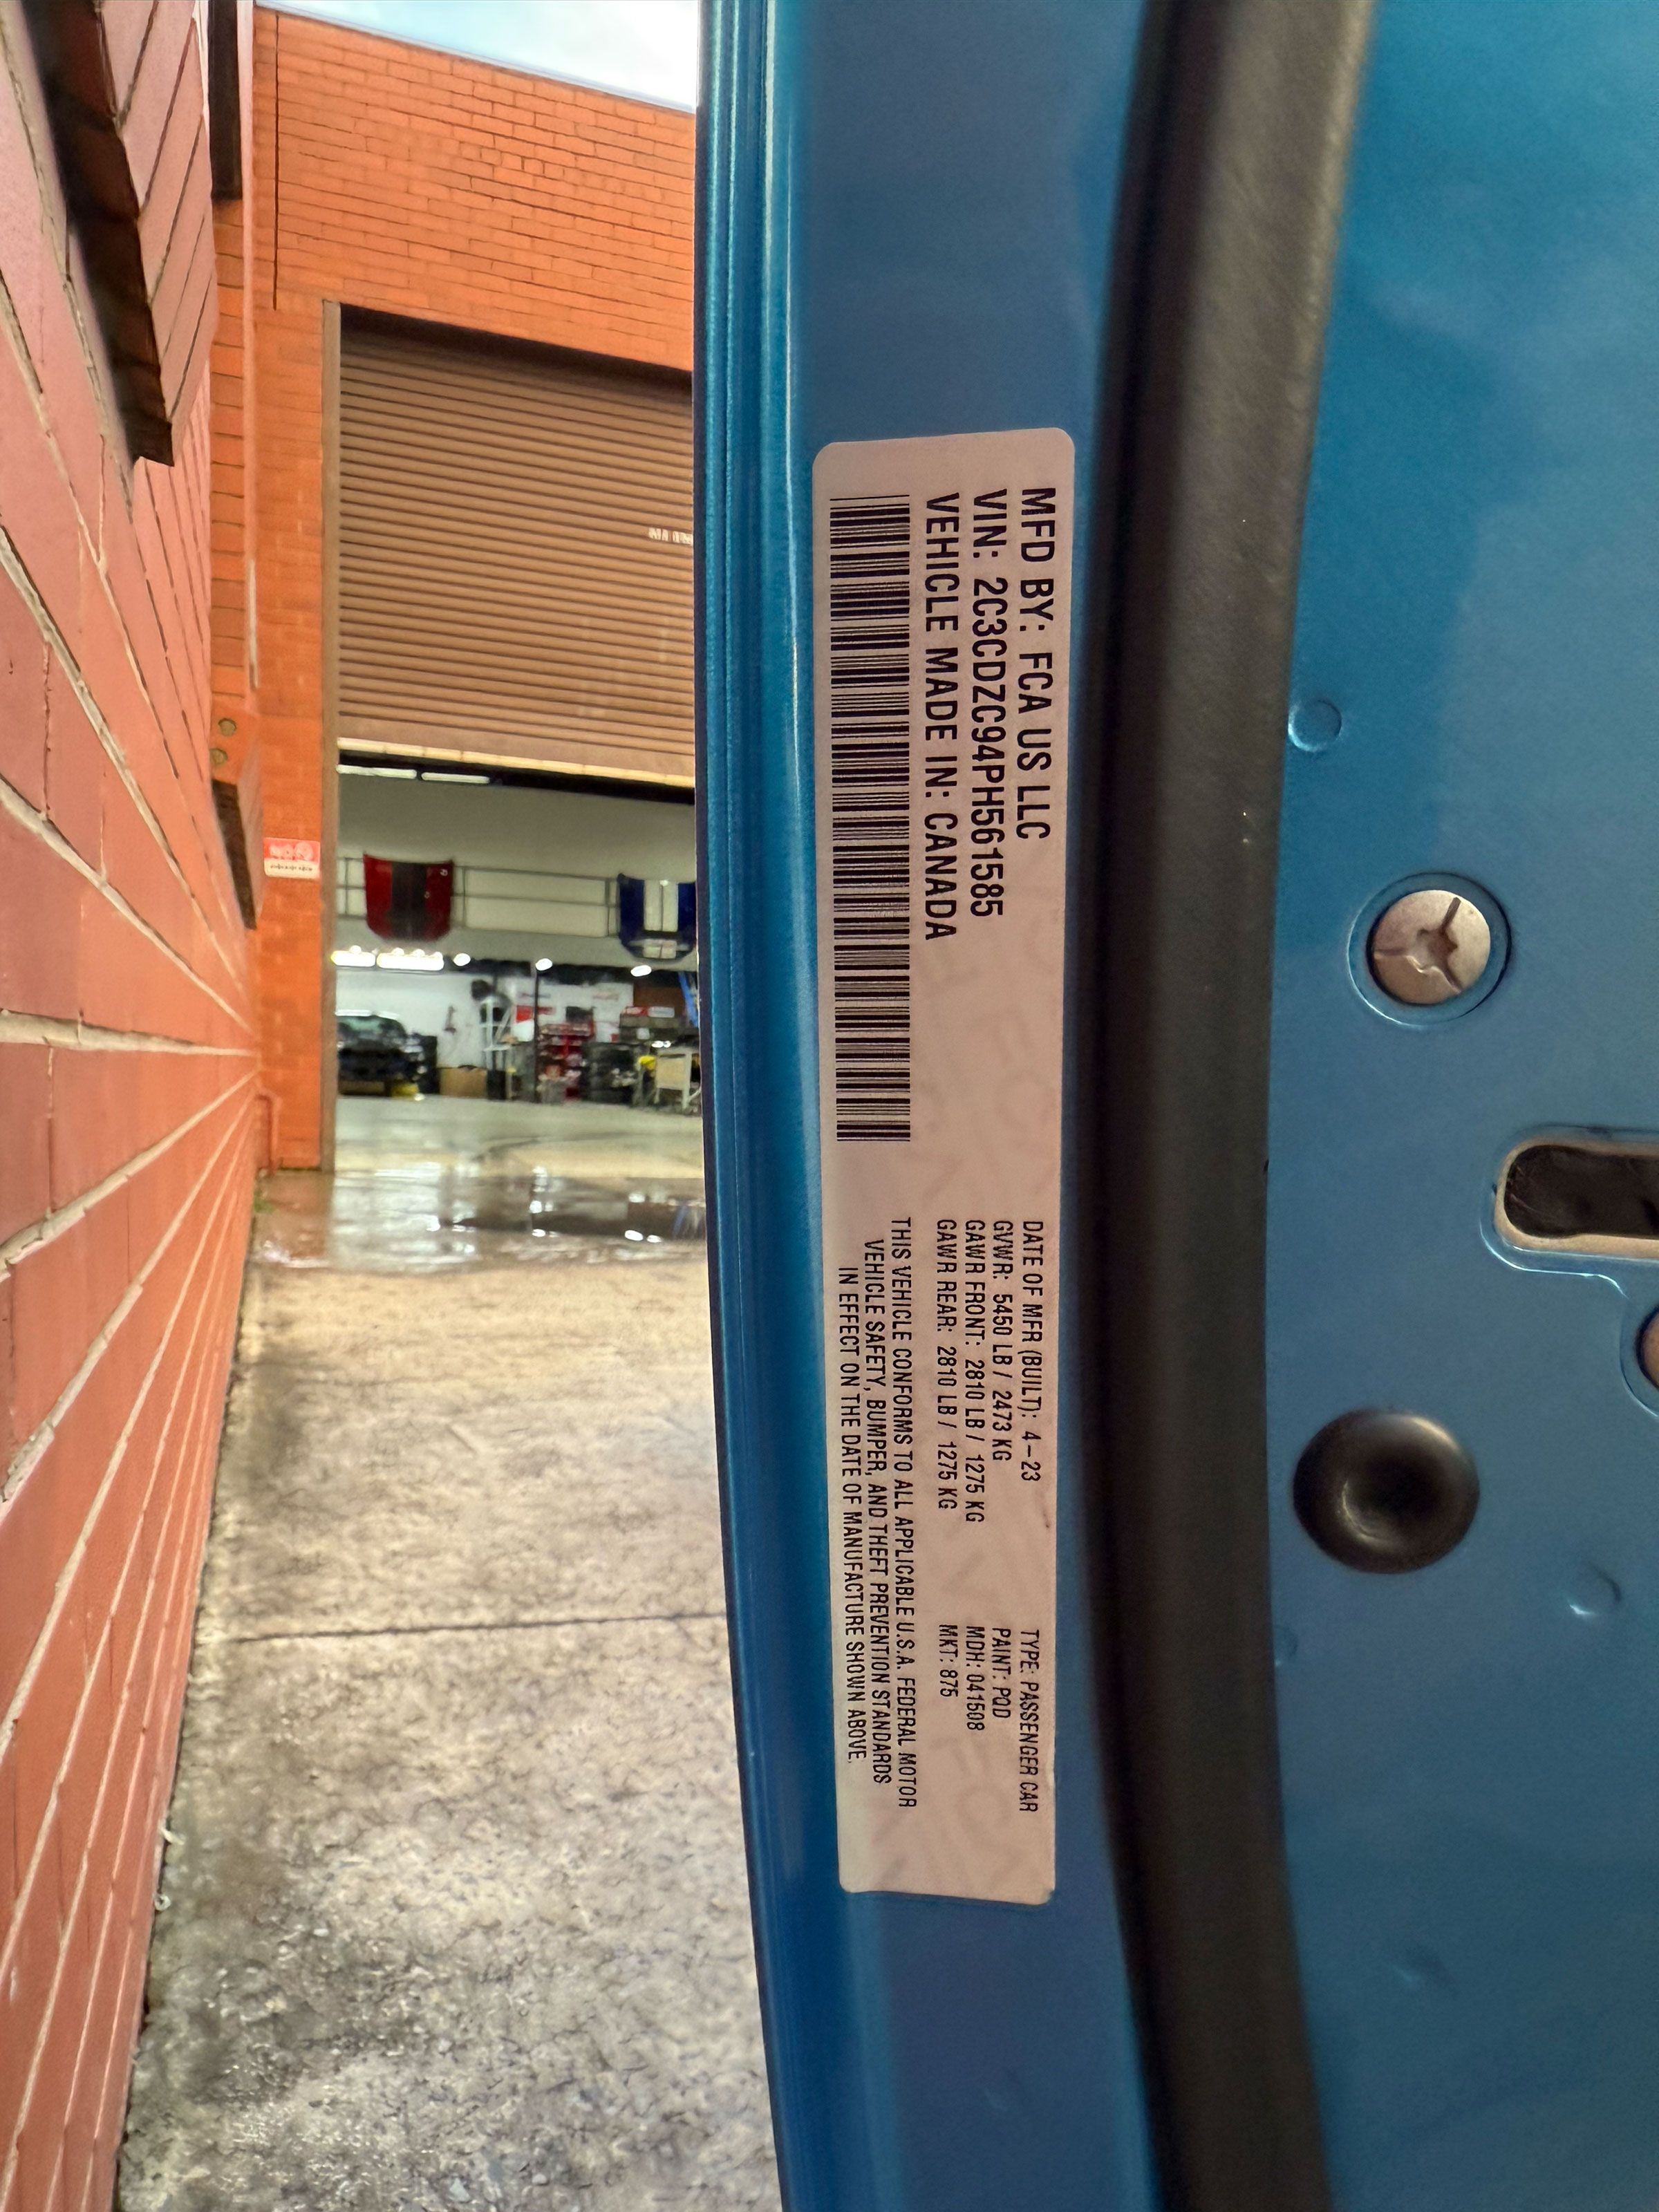 MFD BY: FCA US LLC
VIN: 2C3CDZC94PH561585
VEHICLE MADE IN: CANADA
DATE OF MFR (BUILT): 4-23
GVWR: 5450 LB / 2473 KG
GAWR FRONT: 2810 LB / 1275 KG
GAWR REAR: 2810 LB / 1275 KG
TYPE: PASSENGER CAR
PAINT: PQD
MDH: 041508
MKT: 875
THIS VEHICLE CONFORMS TO ALL APPLICABLE U.S.A. FEDERAL MOTOR
VEHICLE SAFETY, BUMPER, AND THEFT PREVENTION STANDARDS
IN EFFECT ON THE DATE OF MANUFACTURE SHOWN ABOVE.